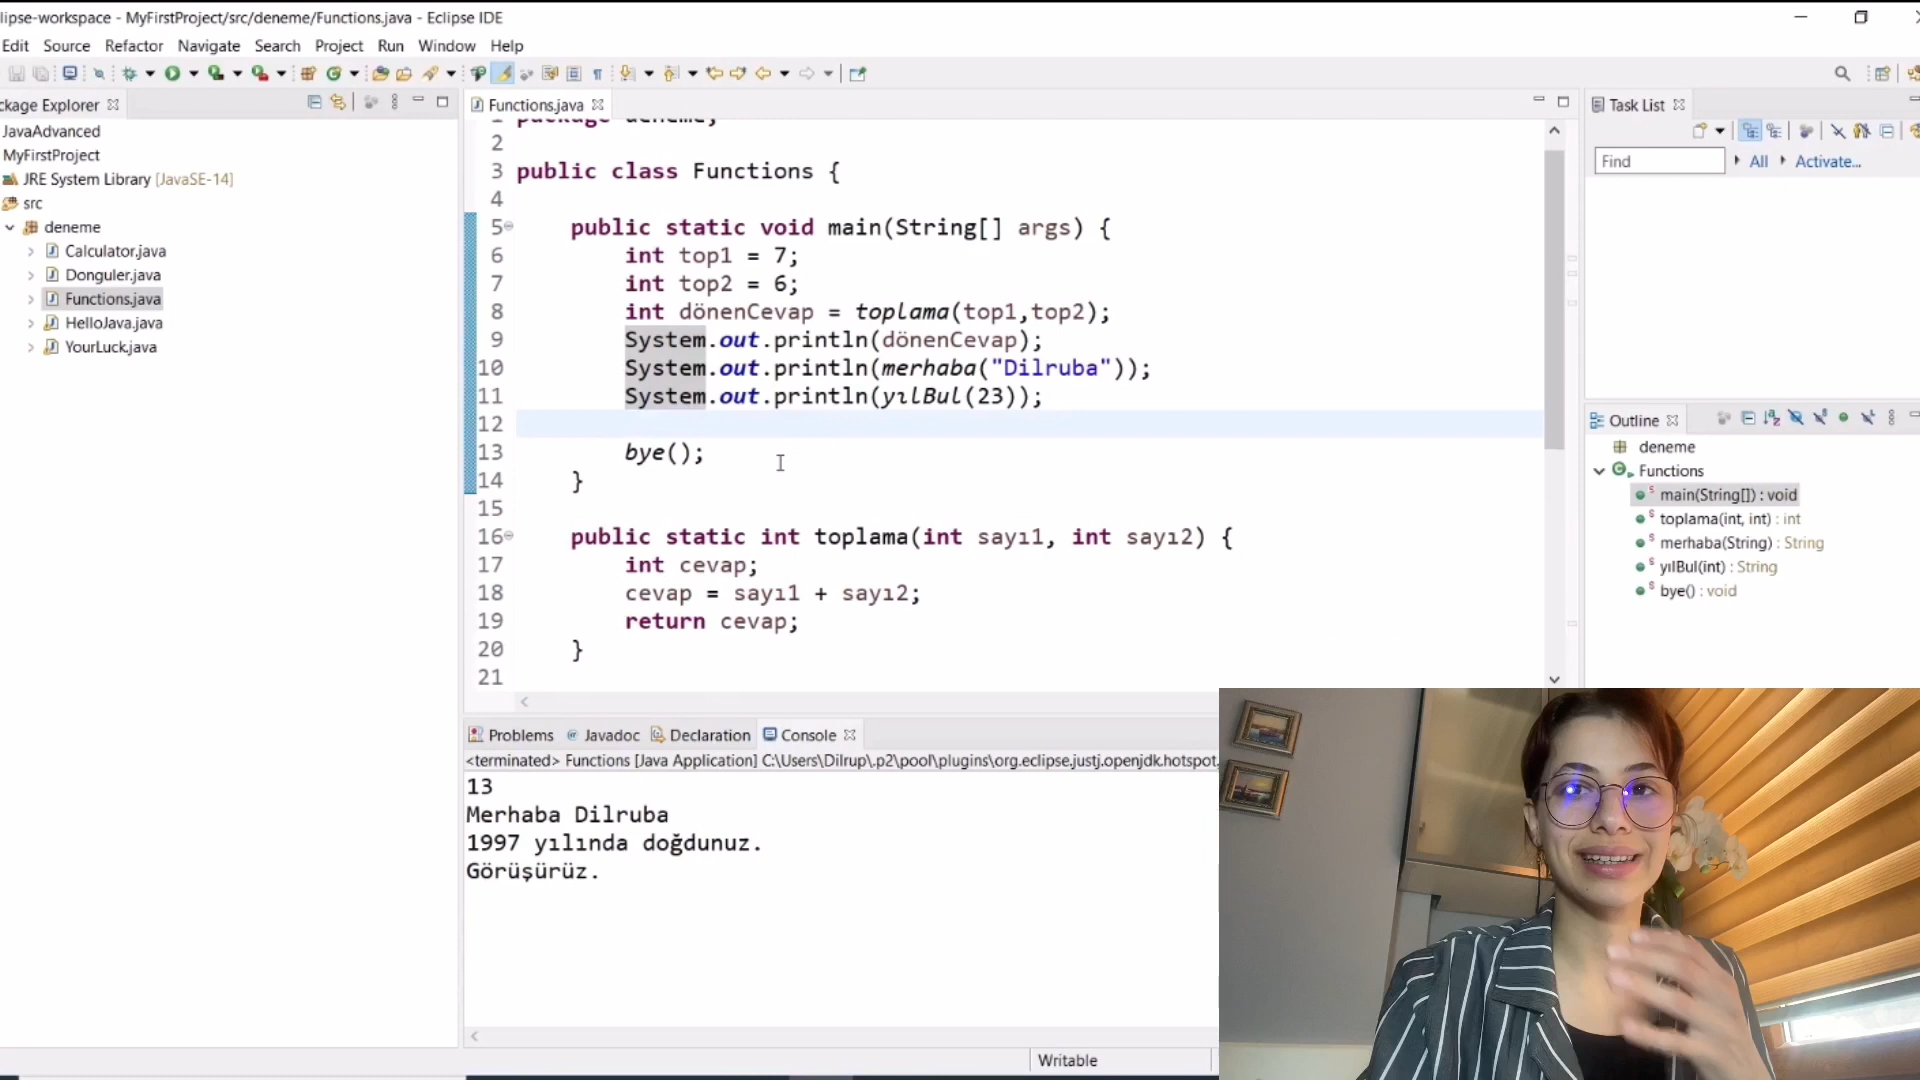 lipse-workspace - MyFirstProject/src/deneme/Functions.java - Eclipse IDE
Edit Source Refactor Navigate Search Project Run Window Help
ckage Explorer
JavaAdvanced
MyFirstProject
JRE System Library [JavaSE-14]
src
deneme
Calculator.java
Donguler.java
Functions.java
HelloJava.java
YourLuck.java
Functions.java
1 package deneme;
2
3 public class Functions {
4
5 public static void main(String[] args) {
6 int top1 = 7;
7 int top2 = 6;
8 int dönenCevap = toplama(top1,top2);
9 System.out.println(dönenCevap);
10 System.out.println(merhaba("Dilruba"));
11 System.out.println(yılBul(23));
12
13 bye();
14 }
15
16 public static int toplama(int sayı1, int sayı2) {
17 int cevap;
18 cevap = sayı1 + sayı2;
19 return cevap;
20 }
21
Problems Javadoc Declaration Console
<terminated> Functions [Java Application] C:\Users\Dilrup\.p2\pool\plugins\org.eclipse.justj.openjdk.hotspot.
13
Merhaba Dilruba
1997 yılında doğdunuz.
Görüşürüz.
Writable
Task List
Find All Activate...
Outline
deneme
Functions
main(String[]) : void
toplama(int, int) : int
merhaba(String) : String
yılBul(int) : String
bye() : void